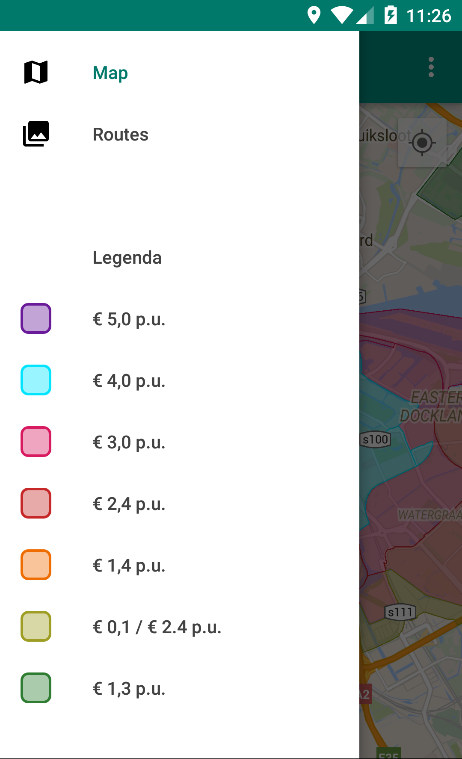 11:26
Map
Routes
Legenda
€ 5,0 p.u.
€ 4,0 p.u.
€ 3,0 p.u.
€ 2,4 p.u.
€ 1,4 p.u.
€ 0,1 / € 2.4 p.u.
€ 1,3 p.u.
uiksloot
rd
EASTER
DOCKLAN
s100
WATERGRAA
s111
A2
E35